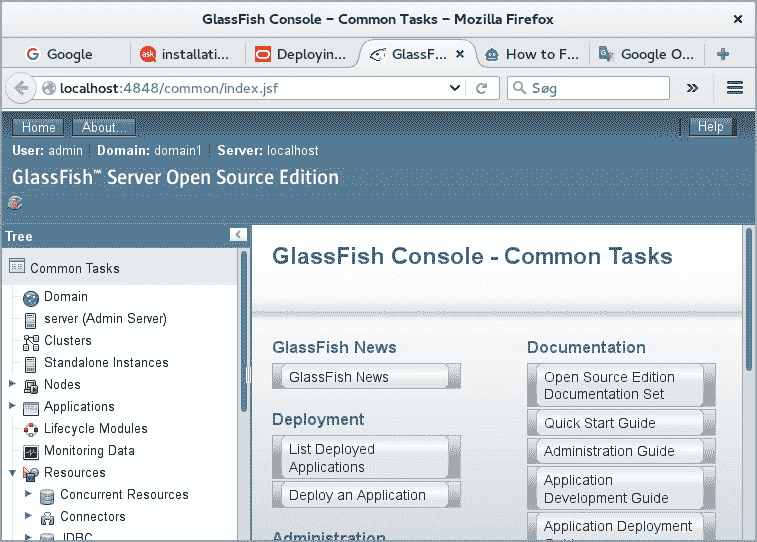 GlassFish Console – Common Tasks – Mozilla Firefox
Google
installati...
Deployin...
GlassF...
How to F...
Google O...
localhost:4848/common/index.jsf
Søg
Home
About...
Help
User: admin
Domain: domain1
Server: localhost
GlassFish™ Server Open Source Edition
Tree
Common Tasks
Domain
server (Admin Server)
Clusters
Standalone Instances
Nodes
Applications
Lifecycle Modules
Monitoring Data
Resources
Concurrent Resources
Connectors
JDBC
GlassFish Console - Common Tasks
GlassFish News
GlassFish News
Deployment
List Deployed
Applications
Deploy an Application
Administration
Documentation
Open Source Edition
Documentation Set
Quick Start Guide
Administration Guide
Application
Development Guide
Application Deployment